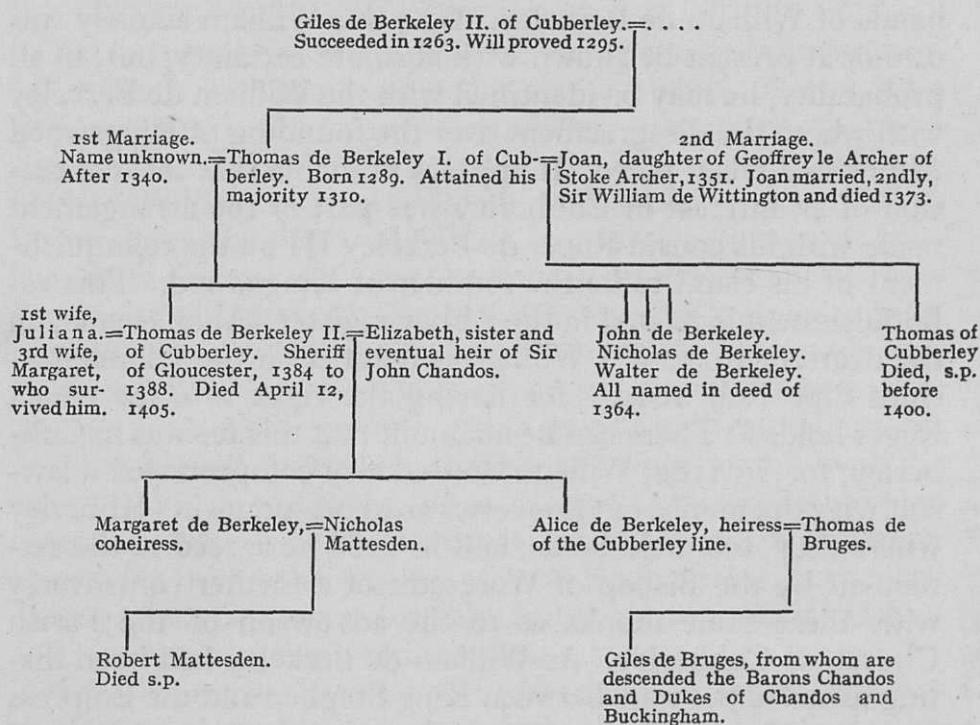 Giles de Berkeley II. of Cubberley.=....
Succeeded in 1263. Will proved 1295.
1st Marriage.
Name unknown.=
After 1340.
Thomas de Berkeley I. of Cub-
berley. Born 1289. Attained his
majority 1310.
2nd Marriage.
=Joan, daughter of Geoffrey le Archer of
Stoke Archer, 1351. Joan married, 2ndly,
Sir William de Wittington and died 1373.
1st wife,
Juliana.=
3rd wife,
Margaret,
who sur-
vived him.
Thomas de Berkeley II.=
of Cubberley. Sheriff
of Gloucester, 1384 to
1388. Died April 12,
1405.
Elizabeth, sister and
eventual heir of Sir
John Chandos.
John de Berkeley.
Nicholas de Berkeley.
Walter de Berkeley.
All named in deed of
1364.
Thomas of
Cubberley
Died, s.p.
before
1400.
Margaret de Berkeley,=
coheiress.
Nicholas
Mattesden.
Alice de Berkeley, heiress=
of the Cubberley line.
Thomas de
Bruges.
Robert Mattesden.
Died s.p.
Giles de Bruges, from whom are
descended the Barons Chandos
and Dukes of Chandos and
Buckingham.